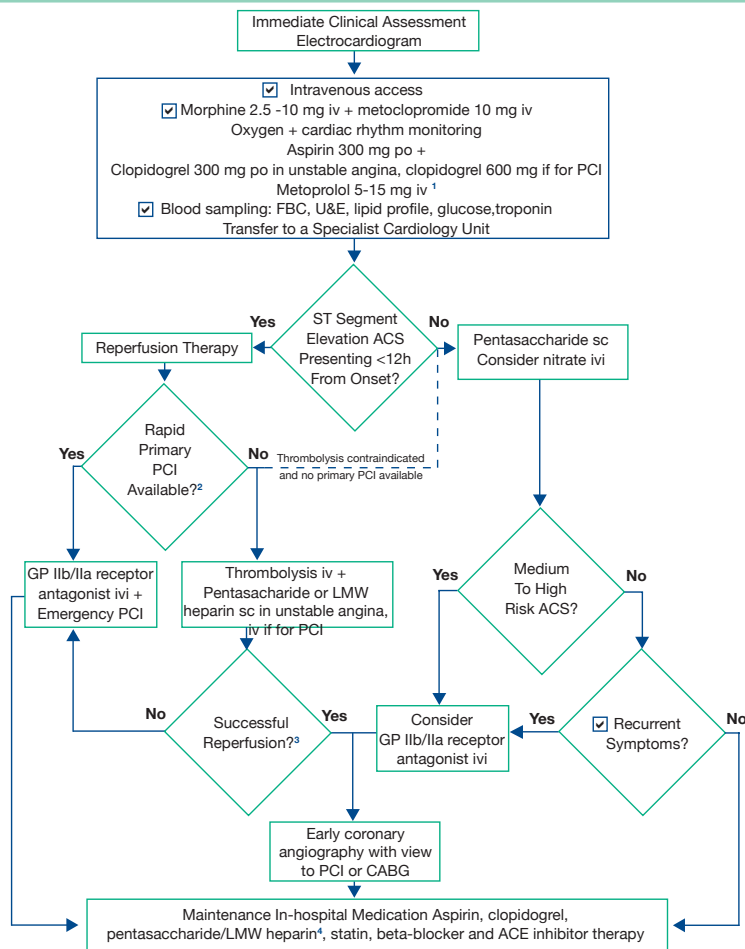 Immediate Clinical Assessment
Electrocardiogram
Intravenous access
Morphine 2.5 -10 mg iv + metoclopromide 10 mg iv
Oxygen + cardiac rhythm monitoring
Aspirin 300 mg po +
Clopidogrel 300 mg po in unstable angina, clopidogrel 600 mg if for PCI
Metoprolol 5-15 mg iv ¹
Blood sampling: FBC, U&E, lipid profile, glucose,troponin
Transfer to a Specialist Cardiology Unit
Yes
ST Segment
Elevation ACS
Presenting <12h
From Onset?
No
Reperfusion Therapy
Pentasaccharide sc
Consider nitrate ivi
Yes
Rapid
Primary
PCI
Available?²
No
Thrombolysis contraindicated
and no primary PCI available
GP IIb/IIa receptor
antagonist ivi +
Emergency PCI
Thrombolysis iv +
Pentasacharide or LMW
heparin sc in unstable angina,
iv if for PCI
Yes
Medium
To High
Risk ACS?
No
No
Successful
Reperfusion?³
Yes
Consider
GP IIb/IIa receptor
antagonist ivi
Yes
Recurrent
Symptoms?
No
Early coronary
angiography with view
to PCI or CABG
Maintenance In-hospital Medication Aspirin, clopidogrel,
pentasaccharide/LMW heparin⁴, statin, beta-blocker and ACE inhibitor therapy